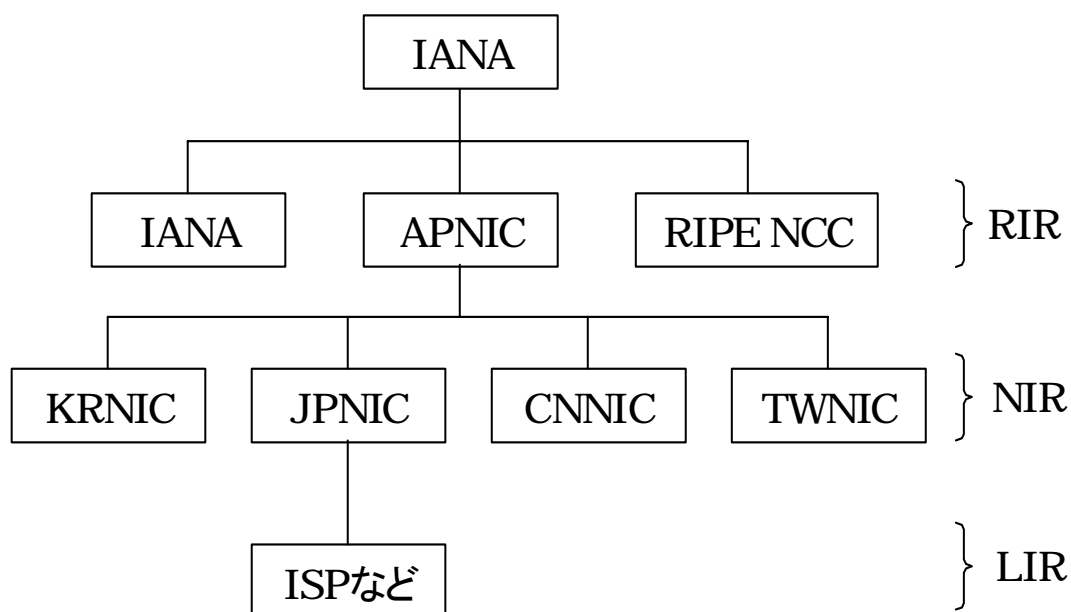 IANA
IANA
APNIC
RIPE NCC
RIR
KRNIC
JPNIC
CNNIC
TWNIC
NIR
ISPなど
LIR